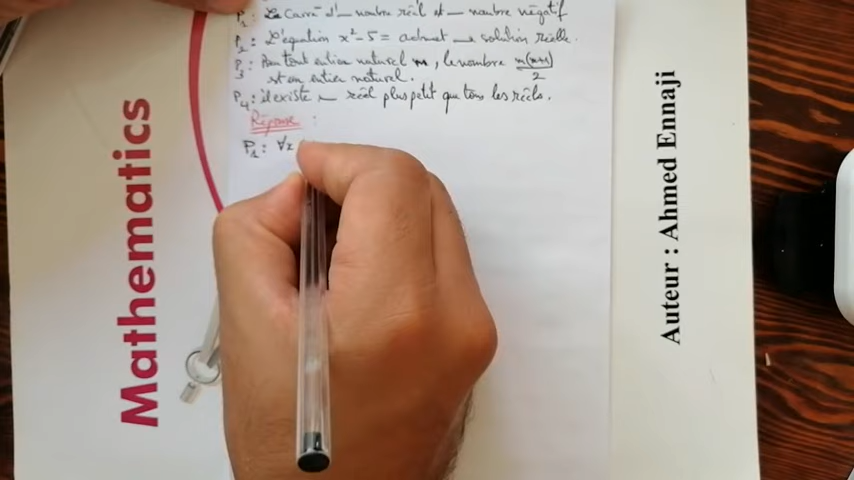 P1 : Le Carré d'un nombre réel est un nombre négatif
P2 : L'équation x²-5= admet une solution réelle.
P3 : Pour tout entier naturel n, le nombre n(n+1)/2
est un entier naturel.
P4 : il existe un réel plus petit que tous les réels.
Réponse :
P1 : ∀x
Mathematics
Auteur : Ahmed Ennaji